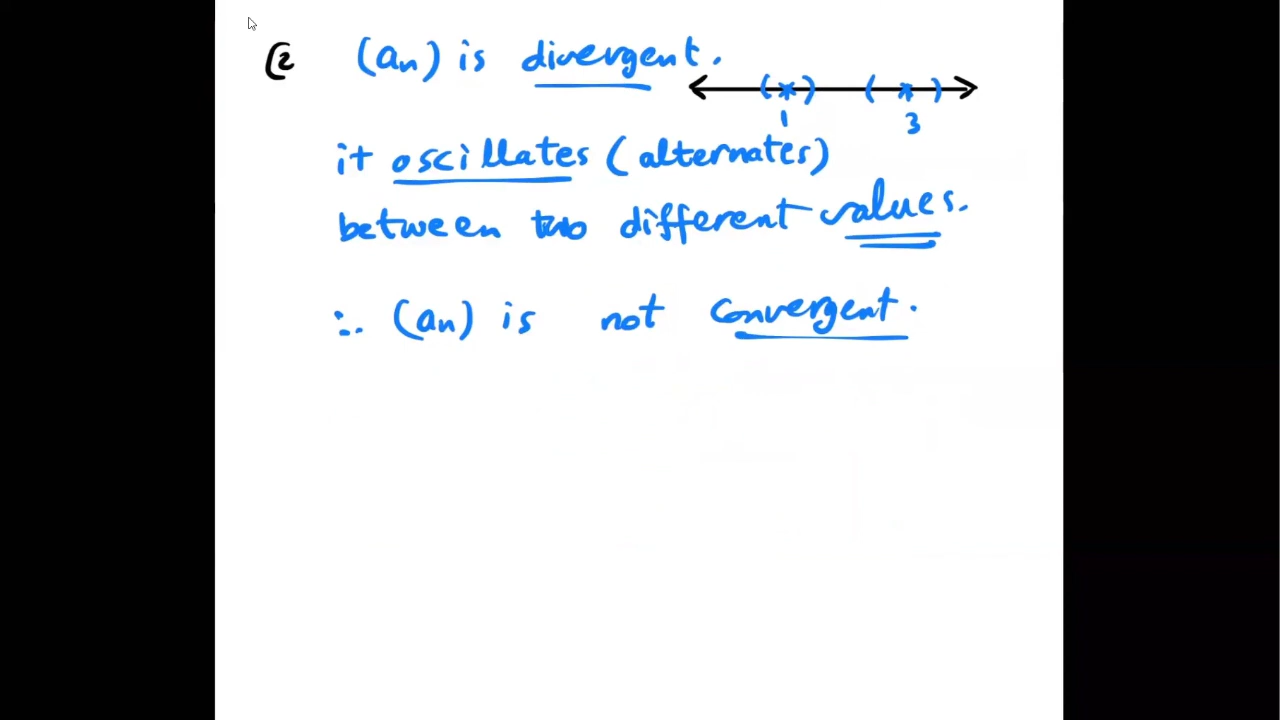 (2 (an) is divergent.
1 3
it oscillates (alternates)
between two different values.
∴ (an) is not convergent.